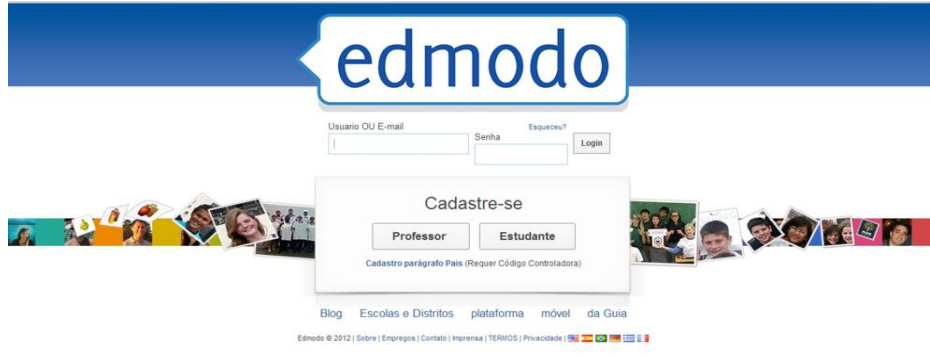 edmodo
Usuario OU E-mail
Senha
Esqueceu?
Login
Cadastre-se
Professor Estudante
Cadastro parágrafo Pais (Requer Código Controladora)
Blog Escolas e Distritos plataforma móvel da Guia
Edmodo © 2012 | Sobre | Empregos | Contato | Imprensa | TERMOS | Privacidade |